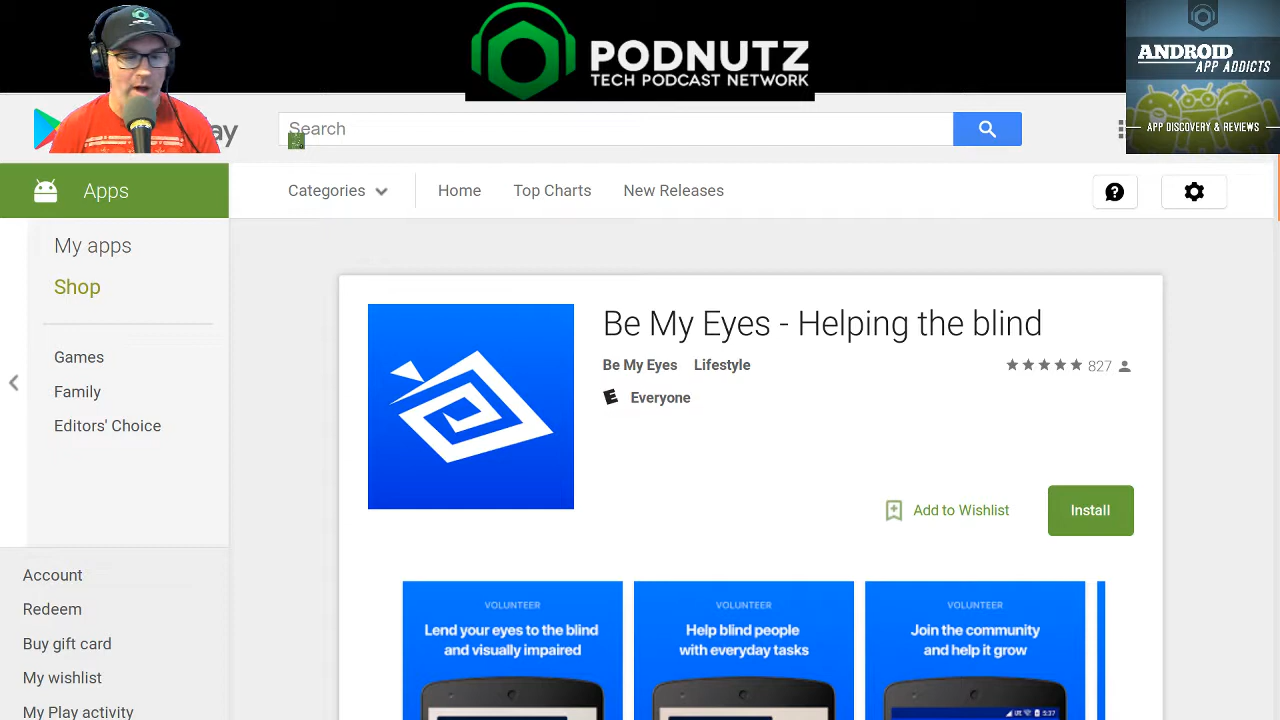 PODNUTZ
TECH PODCAST NETWORK
ANDROID
APP ADDICTS
APP DISCOVERY & REVIEWS
ay
Search
Apps
Categories
Home
Top Charts
New Releases
My apps
Shop
Games
Family
Editors' Choice
Account
Redeem
Buy gift card
My wishlist
My Play activity
Be My Eyes - Helping the blind
Be My Eyes Lifestyle
827
E Everyone
Add to Wishlist
Install
VOLUNTEER
Lend your eyes to the blind
and visually impaired
VOLUNTEER
Help blind people
with everyday tasks
VOLUNTEER
Join the community
and help it grow
5:37